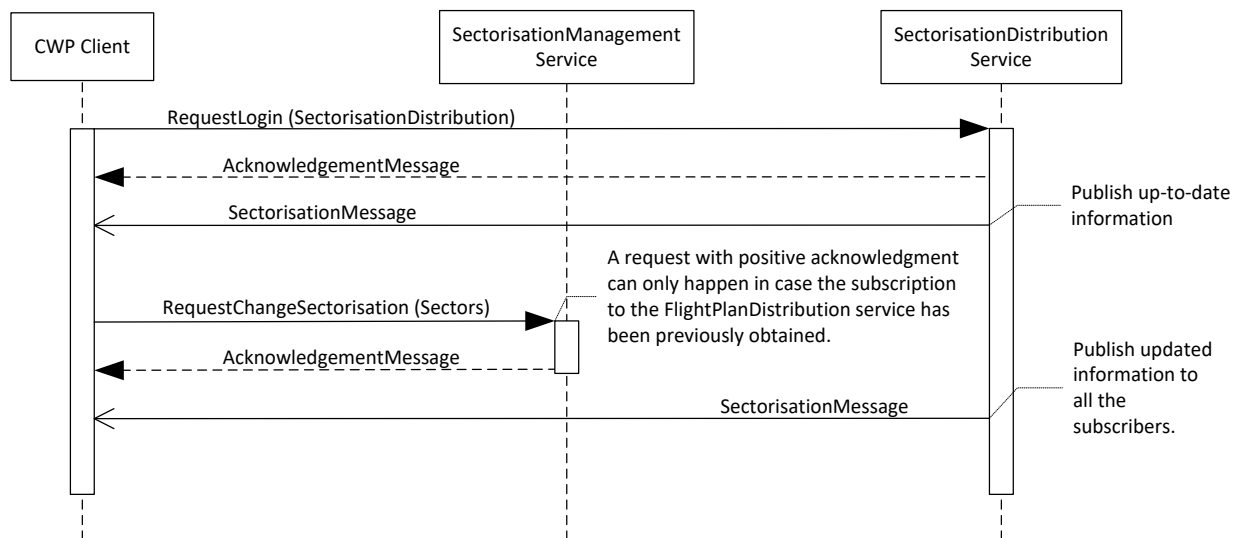 CWP Client
SectorisationManagement
Service
SectorisationDistribution
Service
RequestLogin (SectorisationDistribution)
AcknowledgementMessage
Publish up-to-date
information
SectorisationMessage
A request with positive acknowledgment
can only happen in case the subscription
to the FlightPlanDistribution service has
been previously obtained.
RequestChangeSectorisation (Sectors)
AcknowledgementMessage
Publish updated
information to
all the
subscribers.
SectorisationMessage